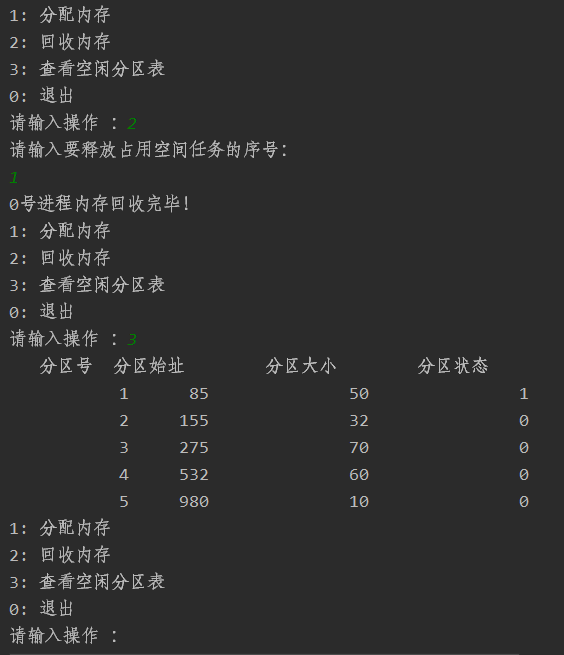 1: 分配内存
2: 回收内存
3: 查看空闲分区表
0: 退出
请输入操作 : 2
请输入要释放占用空间任务的序号:
1
0号进程内存回收完毕!
1: 分配内存
2: 回收内存
3: 查看空闲分区表
0: 退出
请输入操作 : 3
分区号 分区始址 分区大小 分区状态
1 85 50 1
2 155 32 0
3 275 70 0
4 532 60 0
5 980 10 0
1: 分配内存
2: 回收内存
3: 查看空闲分区表
0: 退出
请输入操作 :